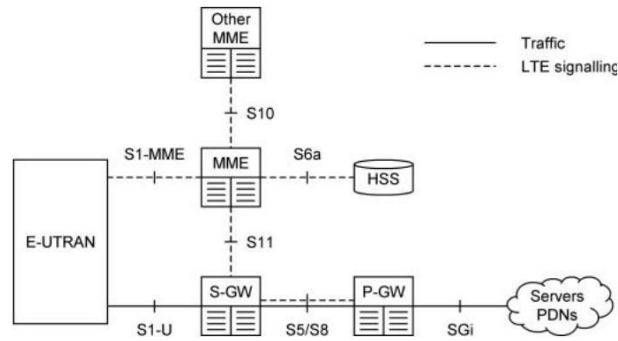 Other
MME
Traffic
LTE signalling
S10
S1-MME
MME
S6a
HSS
E-UTRAN
S11
S-GW
P-GW
Servers
PDNs
S1-U
S5/S8
SGi